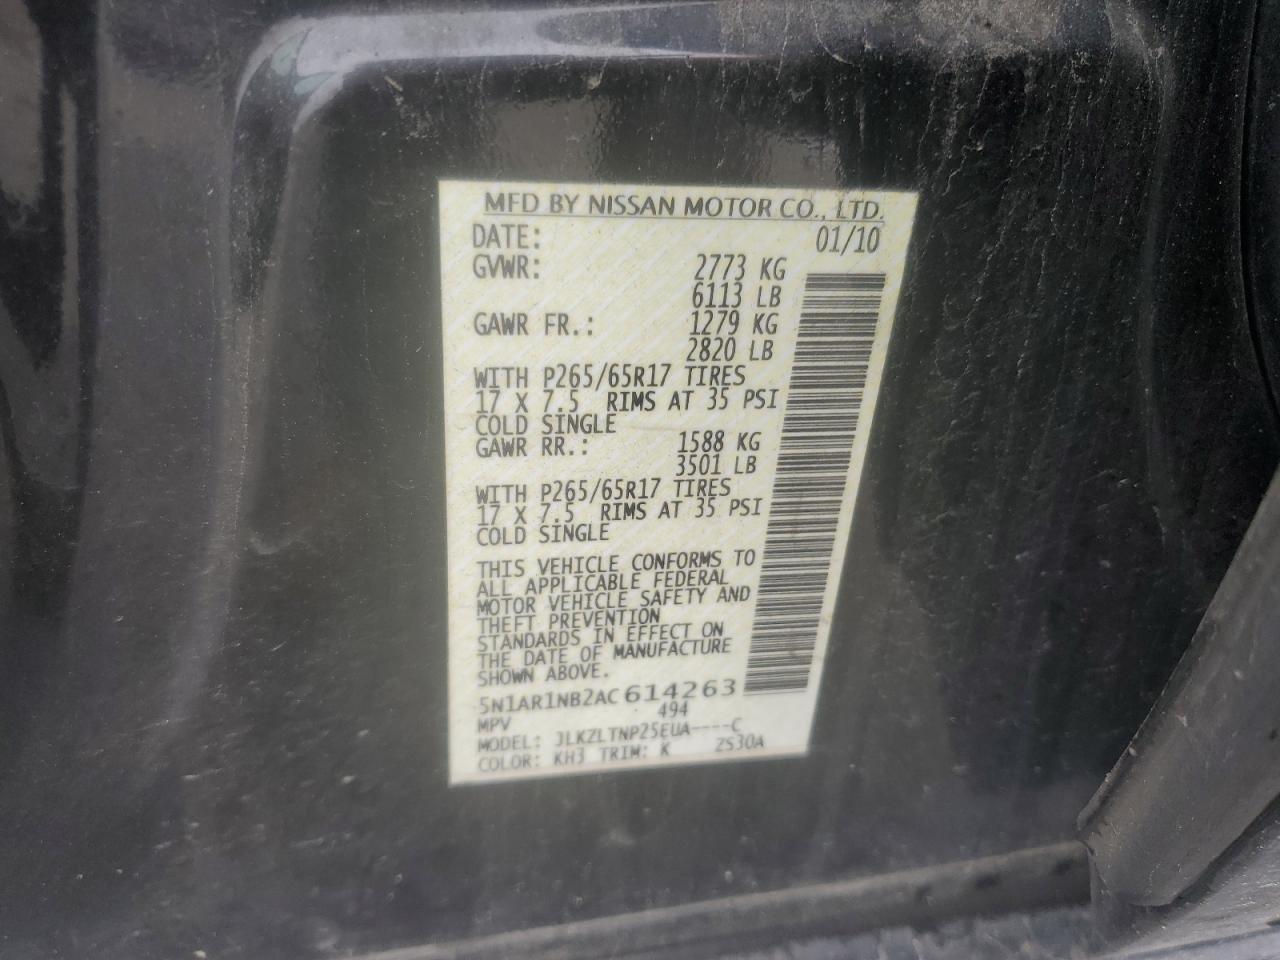 MFD BY NISSAN MOTOR CO., LTD.
DATE: 01/10
GVWR: 2773 KG
6113 LB
GAWR FR.: 1279 KG
2820 LB
WITH P265/65R17 TIRES
17 X 7.5 RIMS AT 35 PSI
COLD SINGLE
GAWR RR.: 1588 KG
3501 LB
WITH P265/65R17 TIRES
17 X 7.5 RIMS AT 35 PSI
COLD SINGLE
THIS VEHICLE CONFORMS TO
ALL APPLICABLE FEDERAL
MOTOR VEHICLE SAFETY AND
THEFT PREVENTION
STANDARDS IN EFFECT ON
THE DATE OF MANUFACTURE
SHOWN ABOVE.
5N1AR1NB2AC614263
MPV 494
MODEL: JLKZLTNP25EUA----C
COLOR: KH3 TRIM: K ZS30A